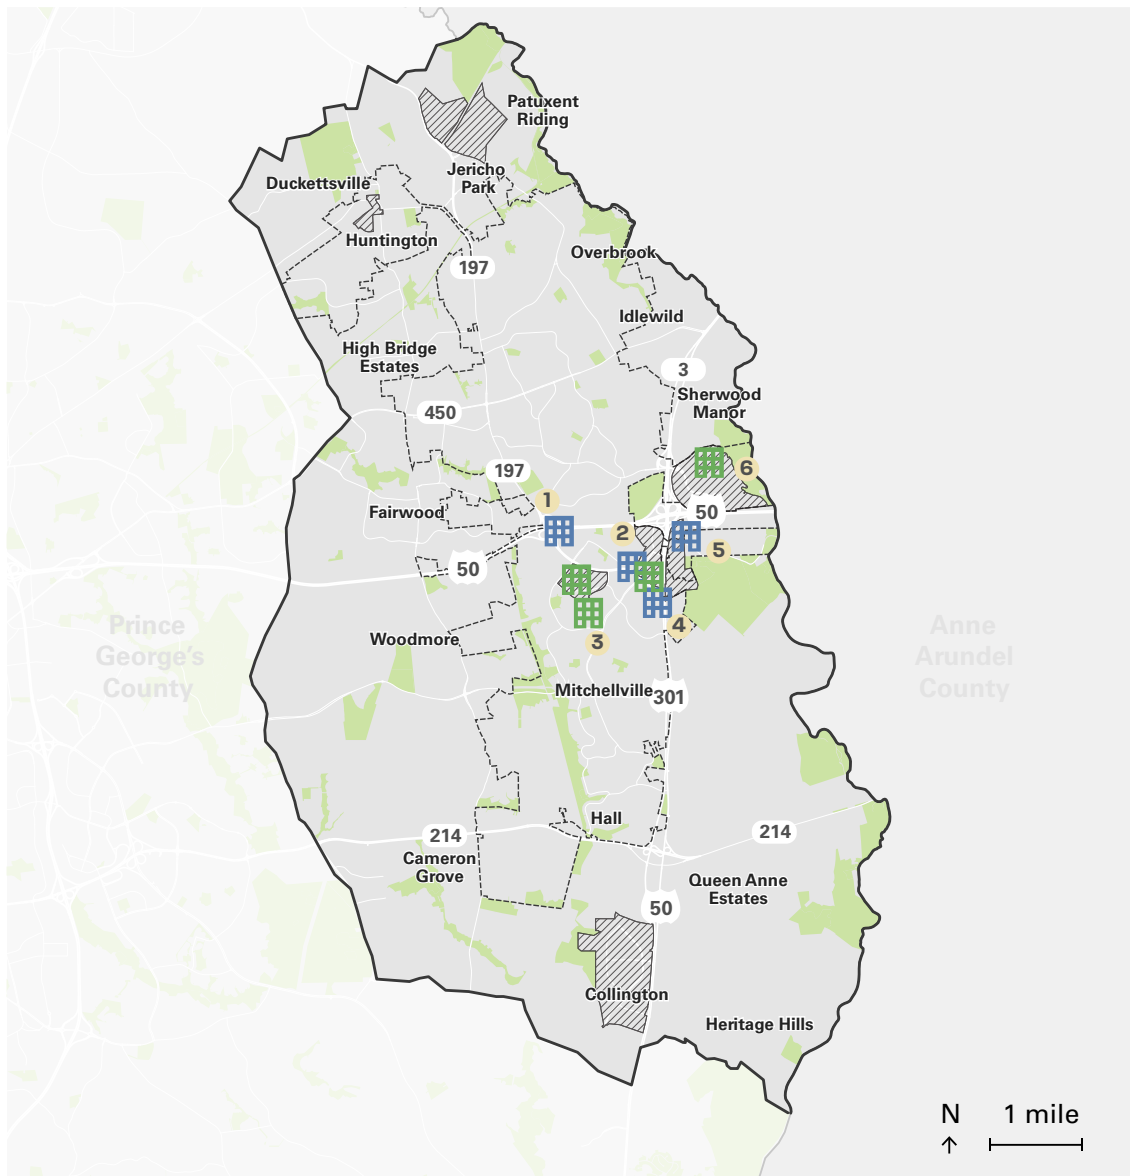 Patuxent
Riding
Jericho
Park
Duckettsville
Huntington
Overbrook
197
Idlewild
High Bridge
Estates
3
Sherwood
Manor
450
197
6
1
Fairwood
50
2
5
50
Prince
George's
County
Woodmore
3
4
Anne
Arundel
County
Mitchellville
301
Hall
214
214
Cameron
Grove
Queen Anne
Estates
50
Collington
Heritage Hills
N
1 mile